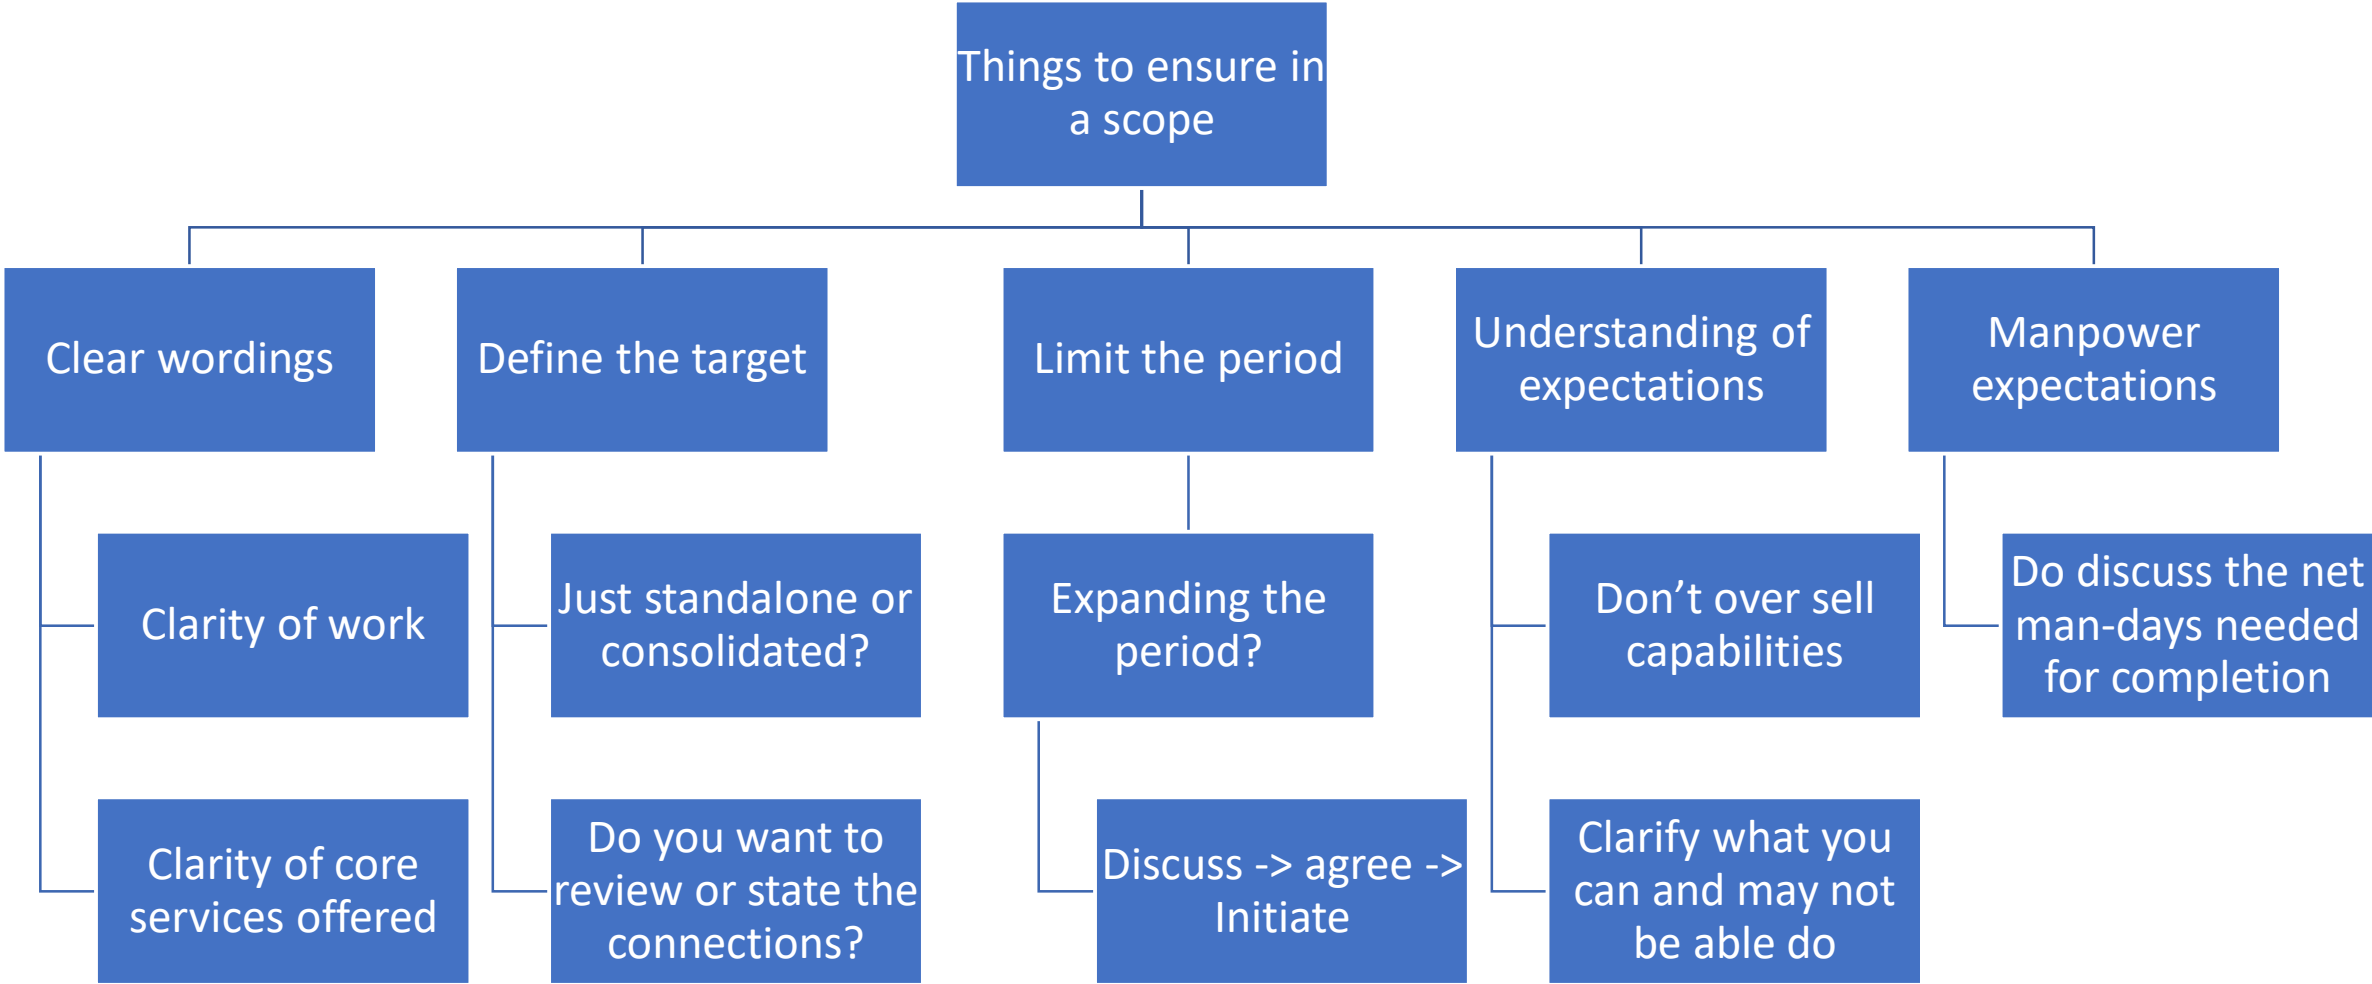 Things to ensure in
a scope
Clear wordings
Define the target
Limit the period
Understanding of
expectations
Manpower
expectations
Clarity of work
Just standalone or
consolidated?
Expanding the
period?
Don’t over sell
capabilities
Do discuss the net
man-days needed
for completion
Clarity of core
services offered
Do you want to
review or state the
connections?
Discuss -> agree ->
Initiate
Clarify what you
can and may not
be able do